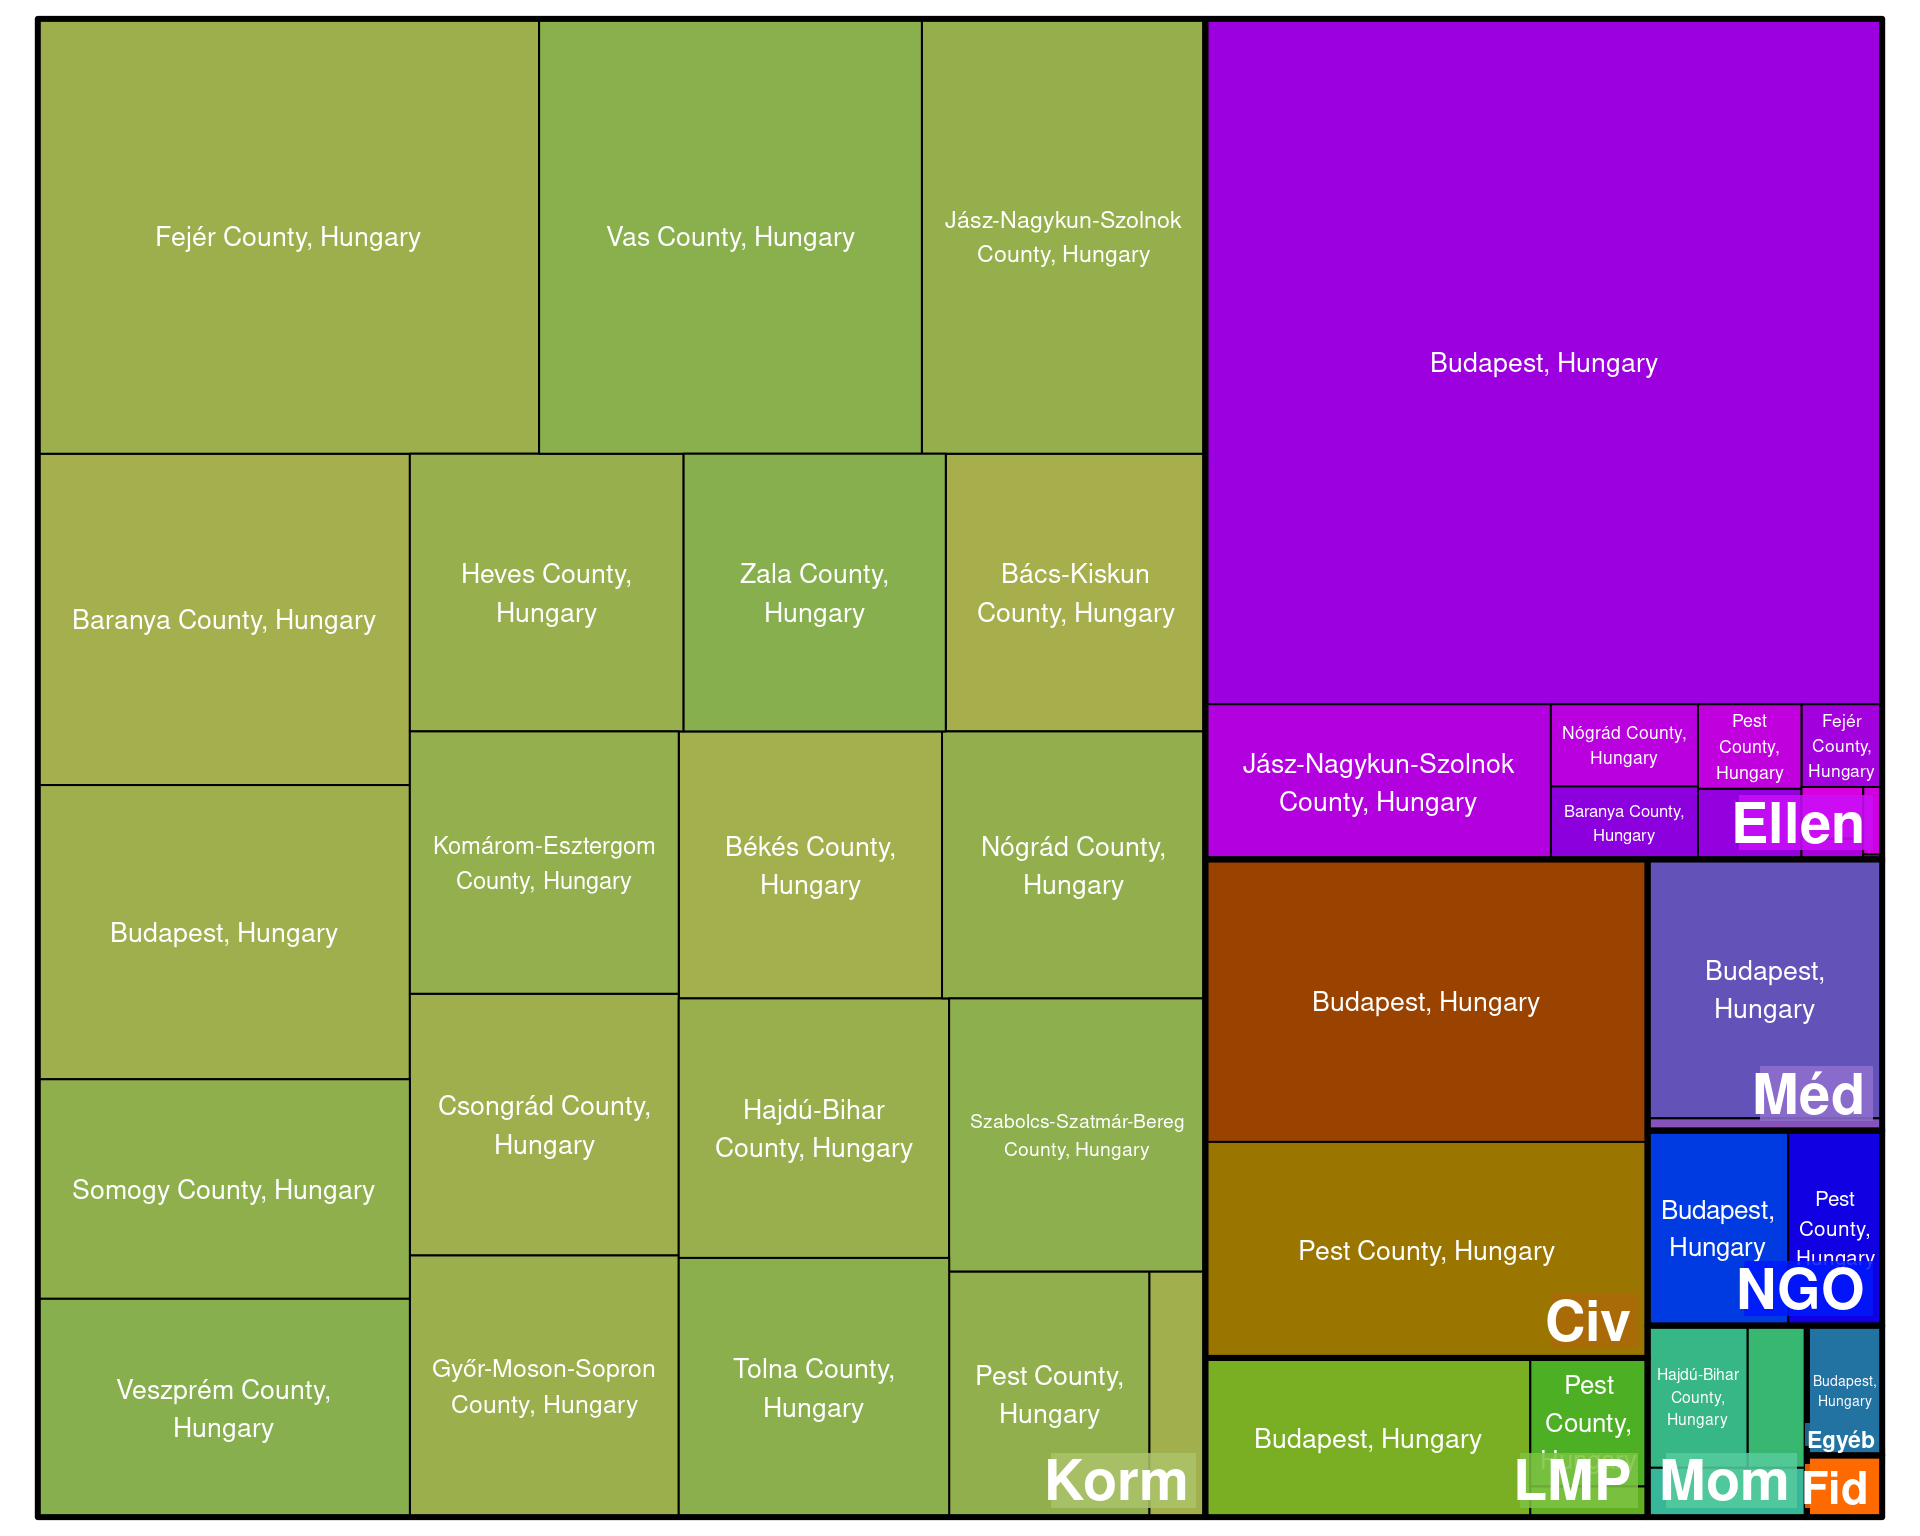 Fejér County, Hungary
Vas County, Hungary
Jász-Nagykun-Szolnok
County, Hungary
Baranya County, Hungary
Heves County,
Hungary
Zala County,
Hungary
Bács-Kiskun
County, Hungary
Budapest, Hungary
Komárom-Esztergom
County, Hungary
Békés County,
Hungary
Nógrád County,
Hungary
Somogy County, Hungary
Csongrád County,
Hungary
Hajdú-Bihar
County, Hungary
Szabolcs-Szatmár-Bereg
County, Hungary
Veszprém County,
Hungary
Győr-Moson-Sopron
County, Hungary
Tolna County,
Hungary
Pest County,
Hungary
Korm
Budapest, Hungary
Jász-Nagykun-Szolnok
County, Hungary
Nógrád County,
Hungary
Baranya County,
Hungary
Pest
County,
Hungary
Fejér
County,
Hungary
Ellen
Budapest, Hungary
Pest County, Hungary
Civ
Budapest,
Hungary
Méd
Budapest,
Hungary
Pest
County,
Hungary
NGO
Budapest, Hungary
Pest
County,
Hungary
LMP
Hajdú-Bihar
County,
Hungary
Mom
Budapest,
Hungary
Egyéb
Fid